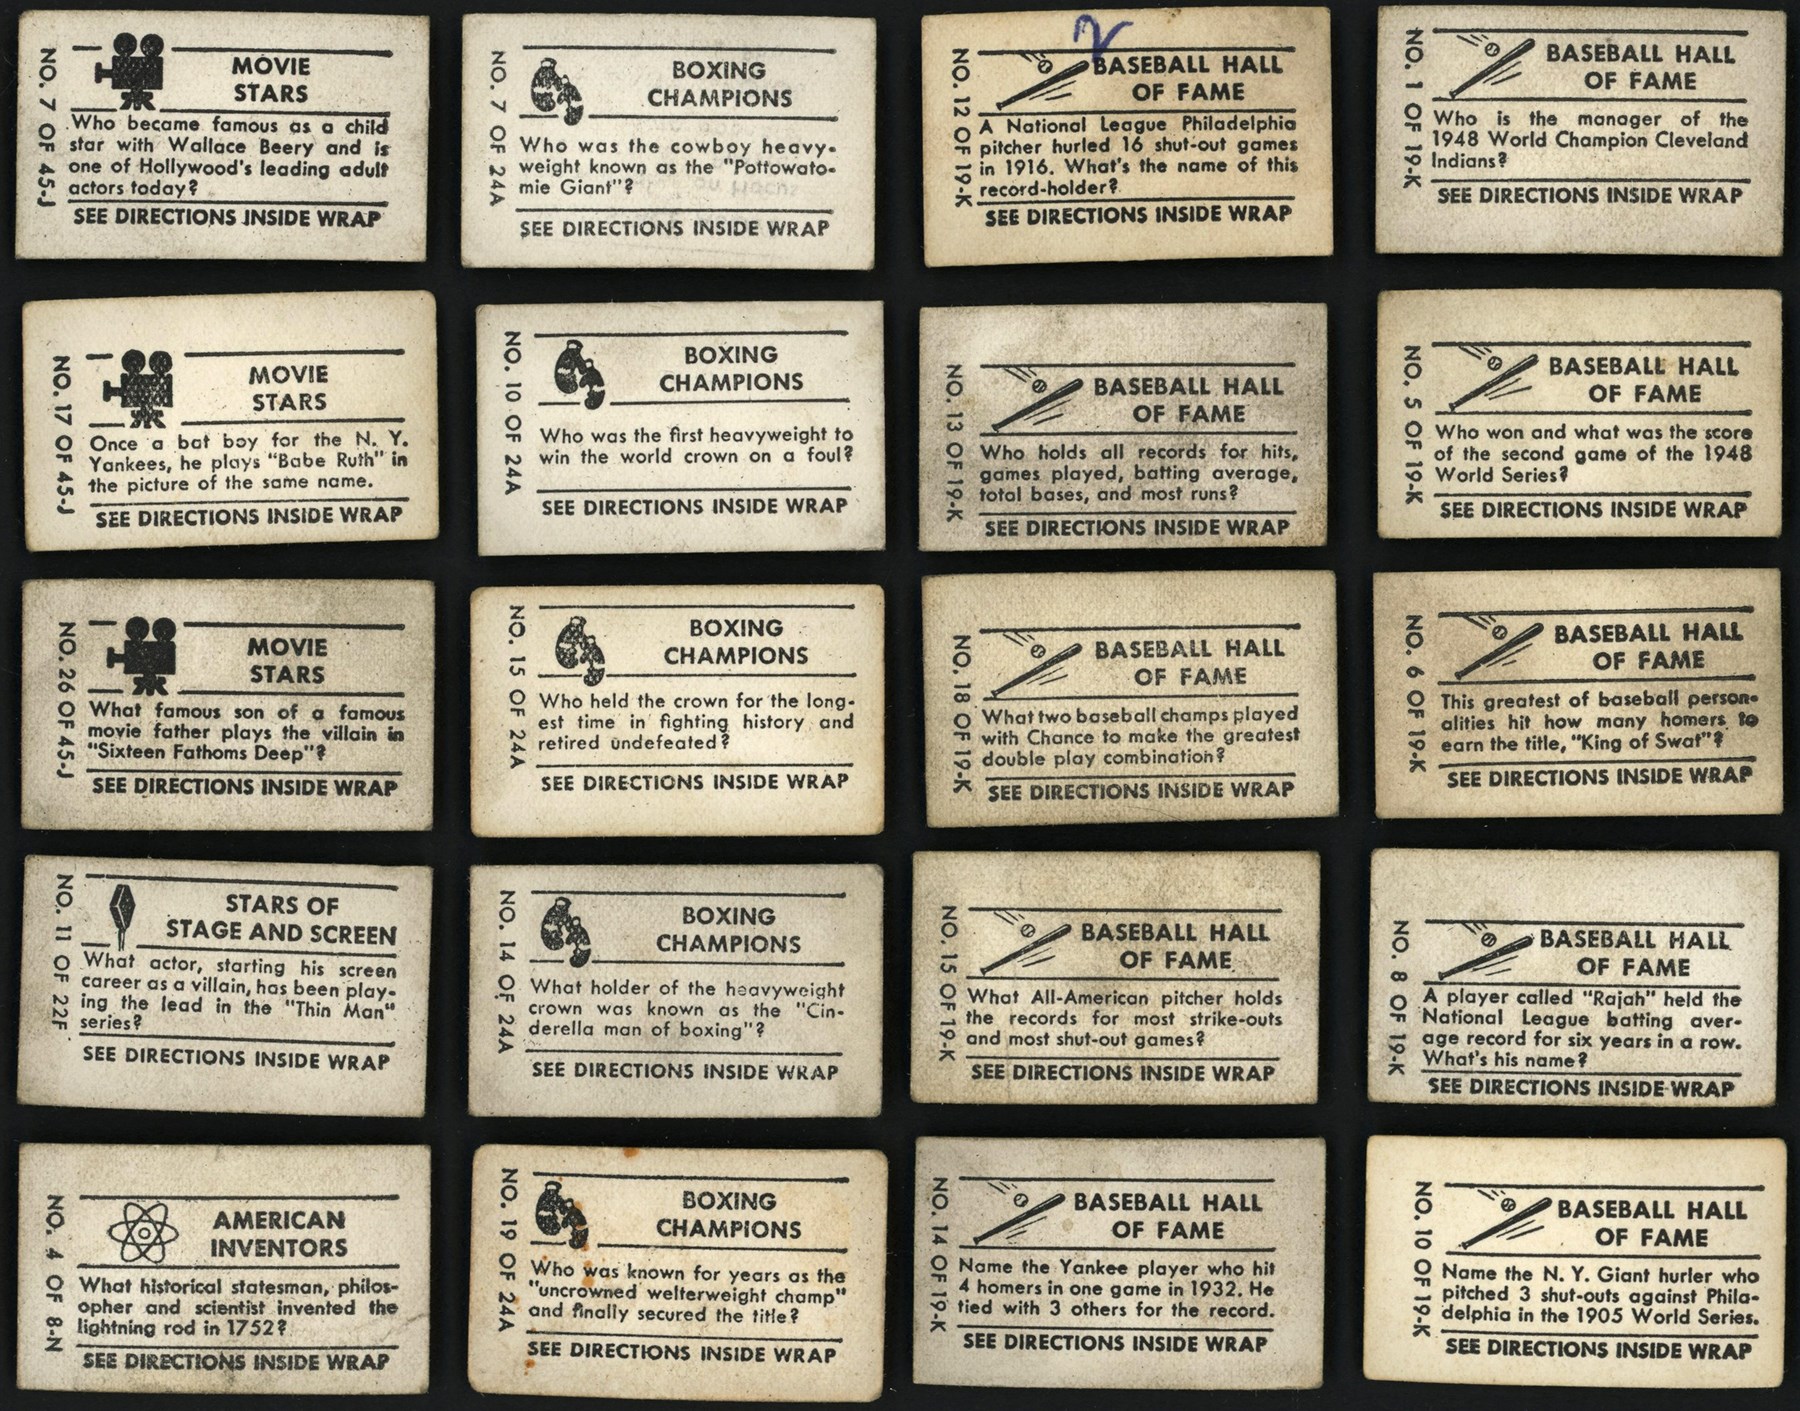 NO. 7 OF 45-J
MOVIE
STARS
Who became famous as a child
star with Wallace Beery and is
one of Hollywood's leading adult
actors today?
SEE DIRECTIONS INSIDE WRAP
NO. 7 OF 24A
BOXING
CHAMPIONS
Who was the cowboy heavy-
weight known as the "Pottowato-
mie Giant"?
SEE DIRECTIONS INSIDE WRAP
NO. 12 OF 19-K
BASEBALL HALL
OF FAME
A National League Philadelphia
pitcher hurled 16 shut-out games
in 1916. What's the name of this
record-holder?
SEE DIRECTIONS INSIDE WRAP
NO. 1 OF 19-K
BASEBALL HALL
OF FAME
Who is the manager of the
1948 World Champion Cleveland
Indians?
SEE DIRECTIONS INSIDE WRAP
NO. 17 OF 45-J
MOVIE
STARS
Once a bat boy for the N. Y.
Yankees, he plays "Babe Ruth" in
the picture of the same name.
SEE DIRECTIONS INSIDE WRAP
NO. 10 OF 24A
BOXING
CHAMPIONS
Who was the first heavyweight to
win the world crown on a foul?
SEE DIRECTIONS INSIDE WRAP
NO. 13 OF 19-K
BASEBALL HALL
OF FAME
Who holds all records for hits,
games played, batting average,
total bases, and most runs?
SEE DIRECTIONS INSIDE WRAP
NO. 5 OF 19-K
BASEBALL HALL
OF FAME
Who won and what was the score
of the second game of the 1948
World Series?
SEE DIRECTIONS INSIDE WRAP
NO. 26 OF 45-J
MOVIE
STARS
What famous son of a famous
movie father plays the villain in
"Sixteen Fathoms Deep"?
SEE DIRECTIONS INSIDE WRAP
NO. 15 OF 24A
BOXING
CHAMPIONS
Who held the crown for the long-
est time in fighting history and
retired undefeated?
SEE DIRECTIONS INSIDE WRAP
NO. 18 OF 19-K
BASEBALL HALL
OF FAME
What two baseball champs played
with Chance to make the greatest
double play combination?
SEE DIRECTIONS INSIDE WRAP
NO. 6 OF 19-K
BASEBALL HALL
OF FAME
This greatest of baseball person-
alities hit how many homers to
earn the title, "King of Swat"?
SEE DIRECTIONS INSIDE WRAP
NO. 11 OF 22F
STARS OF
STAGE AND SCREEN
What actor, starting his screen
career as a villain, has been play-
ing the lead in the "Thin Man"
series?
SEE DIRECTIONS INSIDE WRAP
NO. 14 OF 24A
BOXING
CHAMPIONS
What holder of the heavyweight
crown was known as the "Cin-
derella man of boxing"?
SEE DIRECTIONS INSIDE WRAP
NO. 15 OF 19-K
BASEBALL HALL
OF FAME
What All-American pitcher holds
the records for most strike-outs
and most shut-out games?
SEE DIRECTIONS INSIDE WRAP
NO. 8 OF 19-K
BASEBALL HALL
OF FAME
A player called "Rajah" held the
National League batting aver-
age record for six years in a row.
What's his name?
SEE DIRECTIONS INSIDE WRAP
NO. 4 OF 8-N
AMERICAN
INVENTORS
What historical statesman, philos-
opher and scientist invented the
lightning rod in 1752?
SEE DIRECTIONS INSIDE WRAP
NO. 19 OF 24A
BOXING
CHAMPIONS
Who was known for years as the
"uncrowned welterweight champ"
and finally secured the title?
SEE DIRECTIONS INSIDE WRAP
NO. 14 OF 19-K
BASEBALL HALL
OF FAME
Name the Yankee player who hit
4 homers in one game in 1932. He
tied with 3 others for the record.
SEE DIRECTIONS INSIDE WRAP
NO. 10 OF 19-K
BASEBALL HALL
OF FAME
Name the N. Y. Giant hurler who
pitched 3 shut-outs against Phila-
delphia in the 1905 World Series.
SEE DIRECTIONS INSIDE WRAP